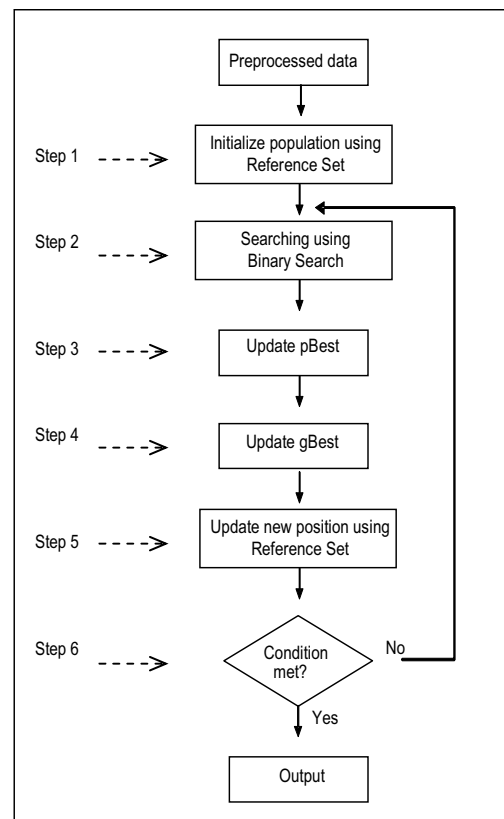 Preprocessed data
Step 1
Initialize population using
Reference Set
Step 2
Searching using
Binary Search
Step 3
Update pBest
Step 4
Update gBest
Step 5
Update new position using
Reference Set
Step 6
Condition
met?
No
Yes
Output